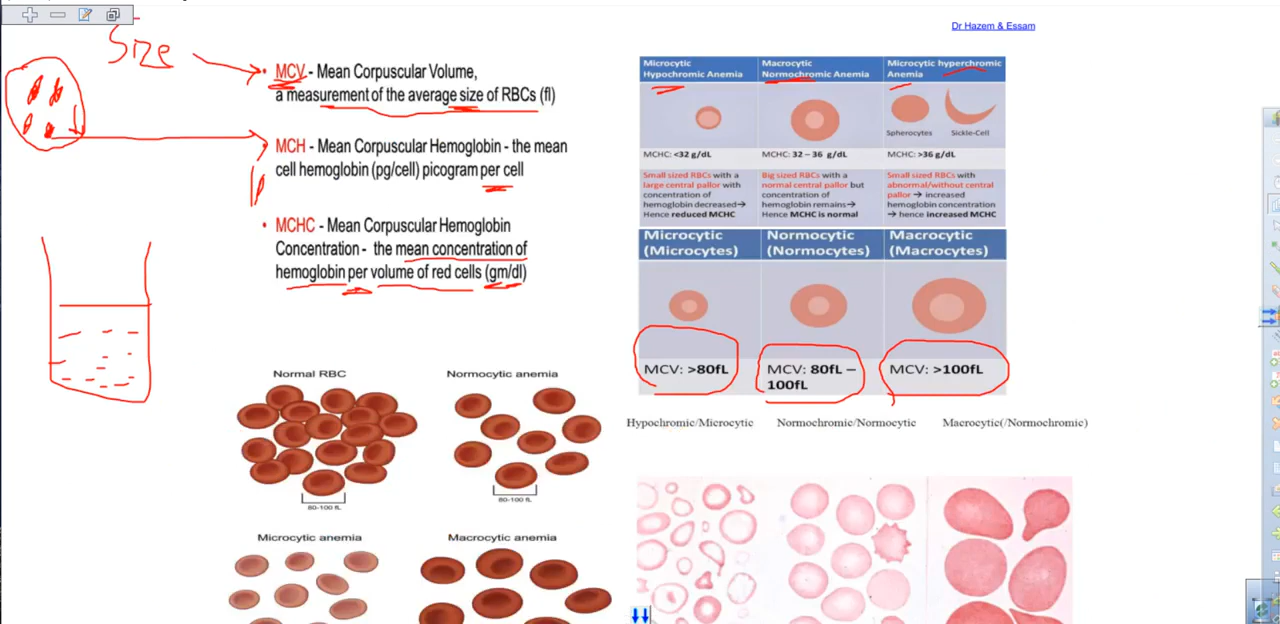 Dr Hazem & Essam
Size
• MCV - Mean Corpuscular Volume,
a measurement of the average size of RBCs (fl)
• MCH - Mean Corpuscular Hemoglobin - the mean
cell hemoglobin (pg/cell) picogram per cell
• MCHC - Mean Corpuscular Hemoglobin
Concentration - the mean concentration of
hemoglobin per volume of red cells (gm/dl)
Normal RBC
80-100 fL
Normocytic anemia
80-100 fL
Microcytic anemia
Macrocytic anemia
Microcytic
Hypochromic Anemia
Macrocytic
Normochromic Anemia
Microcytic hyperchromic
Anemia
Spherocytes
Sickle-Cell
MCHC: <32 g/dL
MCHC: 32 – 36 g/dL
MCHC: >36 g/dL
Small sized RBCs with a
large central pallor with
concentration of
hemoglobin decreased→
Hence reduced MCHC
Big sized RBCs with a
normal central pallor but
concentration of
hemoglobin remains→
Hence MCHC is normal
Small sized RBCs with
abnormal/without central
pallor → increased
hemoglobin concentration
→ hence increased MCHC
Microcytic
(Microcytes)
Normocytic
(Normocytes)
Macrocytic
(Macrocytes)
MCV: >80fL
MCV: 80fL –
100fL
MCV: >100fL
Hypochromic/Microcytic
Normochromic/Normocytic
Macrocytic(/Normochromic)